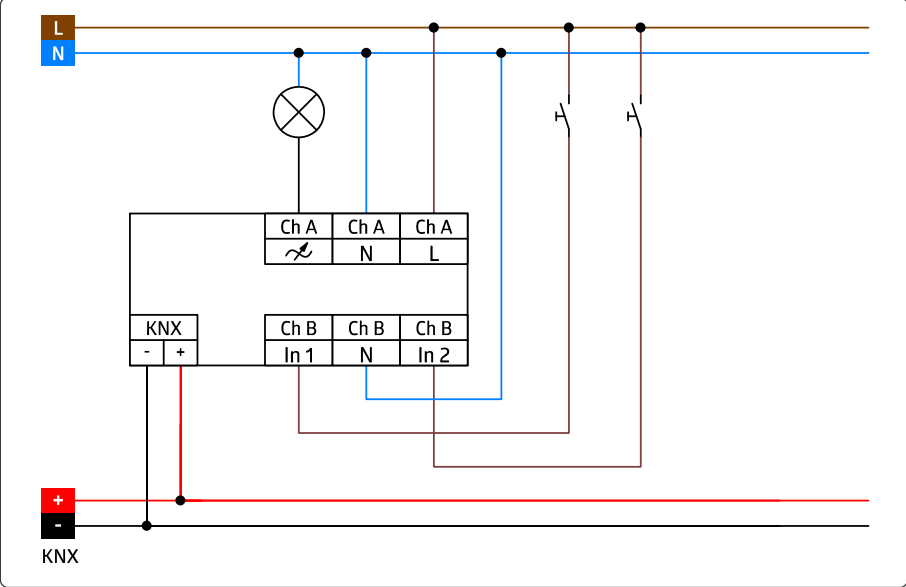 L
N
Ch A Ch A Ch A
N L
KNX Ch B Ch B Ch B
- + In 1 N In 2
+
-
KNX